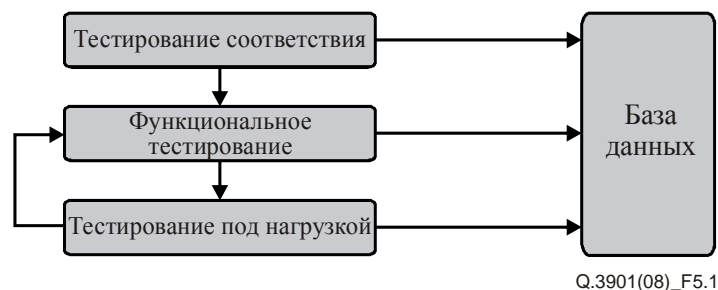 Тестирование соответствия
Функциональное
тестирование
Тестирование под нагрузкой
База
данных
Q.3901(08)_F5.1